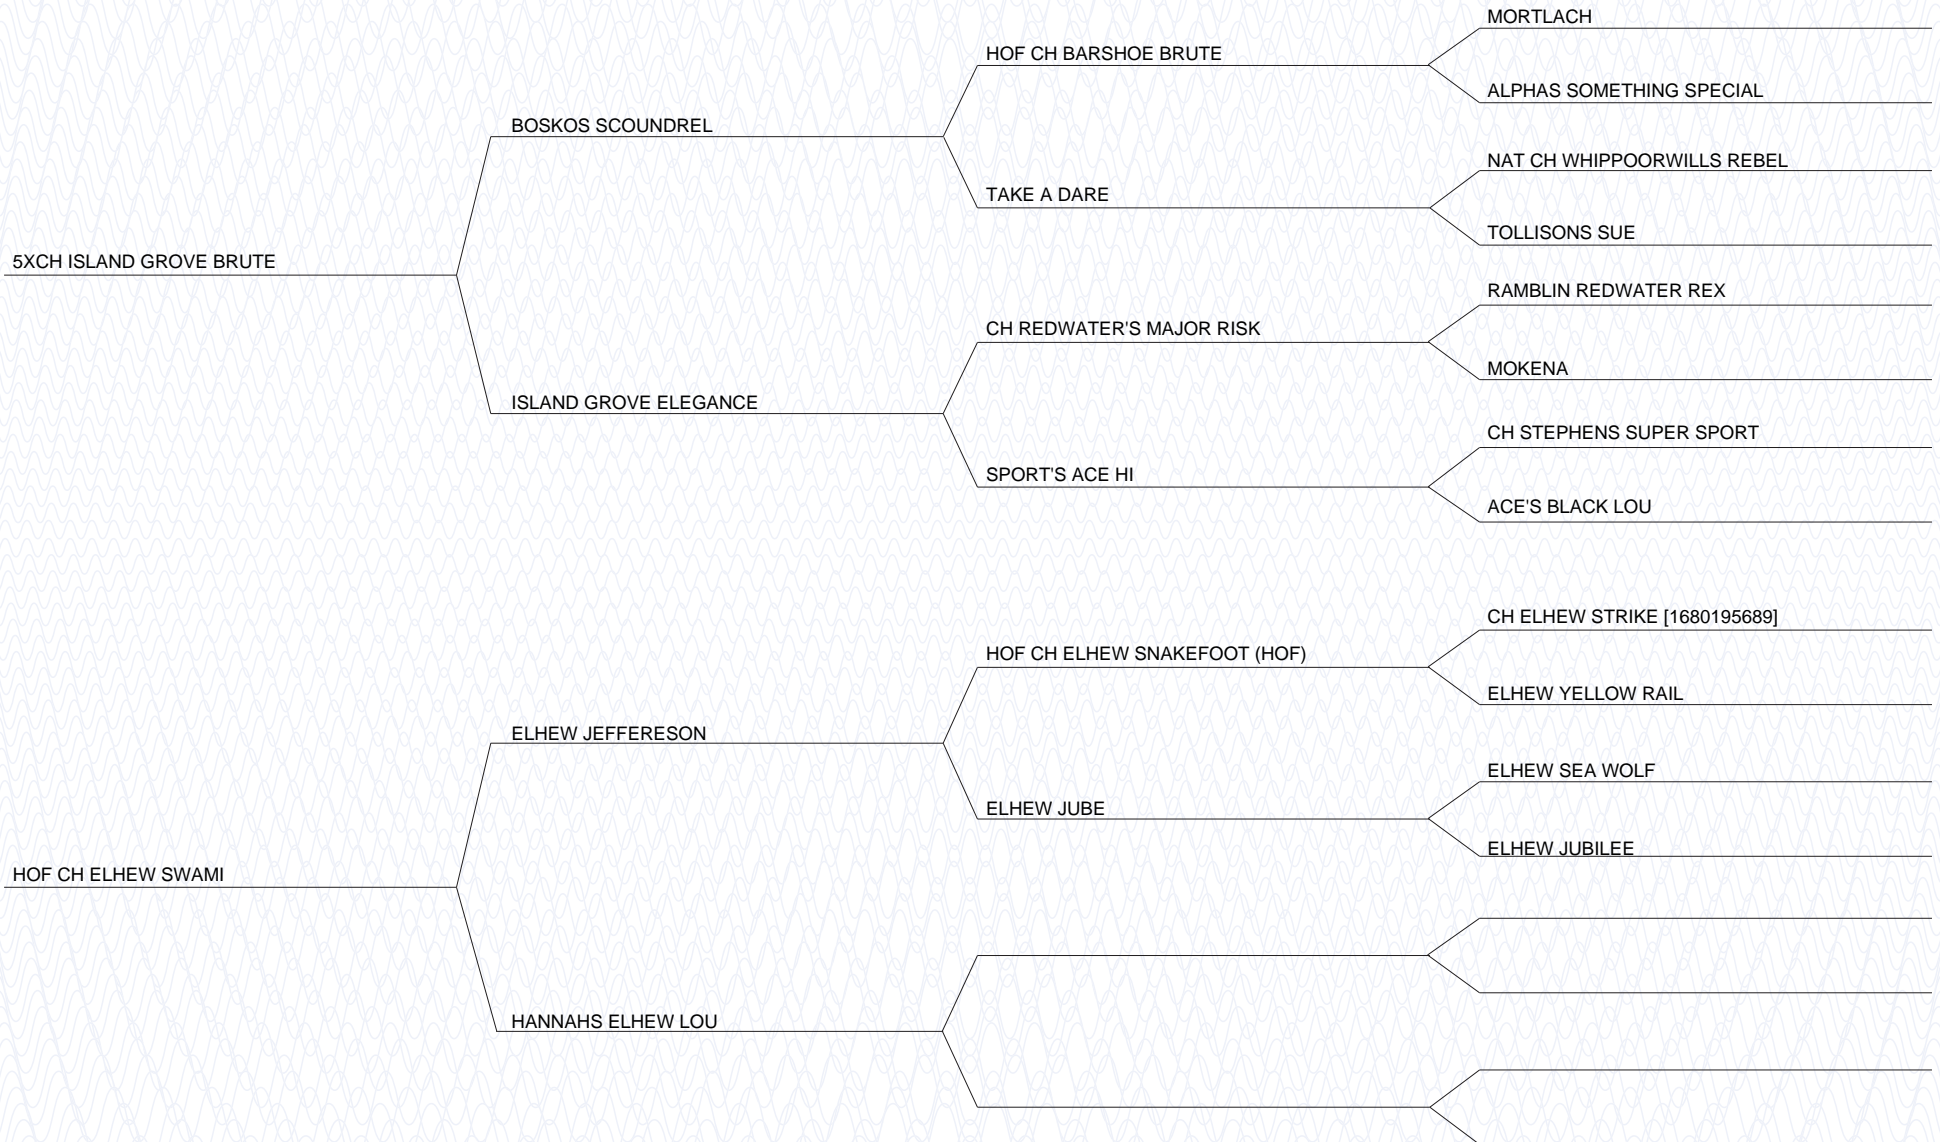 MORTLACH
HOF CH BARSHOE BRUTE
ALPHAS SOMETHING SPECIAL
BOSKOS SCOUNDREL
NAT CH WHIPPOORWILLS REBEL
TAKE A DARE
TOLLISONS SUE
5XCH ISLAND GROVE BRUTE
RAMBLIN REDWATER REX
CH REDWATER'S MAJOR RISK
MOKENA
ISLAND GROVE ELEGANCE
CH STEPHENS SUPER SPORT
SPORT'S ACE HI
ACE'S BLACK LOU
CH ELHEW STRIKE [1680195689]
HOF CH ELHEW SNAKEFOOT (HOF)
ELHEW YELLOW RAIL
ELHEW JEFFERESON
ELHEW SEA WOLF
ELHEW JUBE
ELHEW JUBILEE
HOF CH ELHEW SWAMI
HANNAHS ELHEW LOU